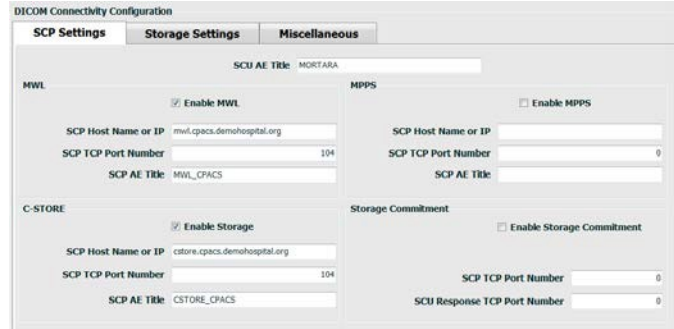 DICOM Connectivity Configuration
SCP Settings
Storage Settings
Miscellaneous
SCU AE Title MORTARA
MWL
Enable MWL
SCP Host Name or IP mwl.cpacs.demohospital.org
SCP TCP Port Number 104
SCP AE Title MWL_CPACS
MPPS
Enable MPPS
SCP Host Name or IP
SCP TCP Port Number 0
SCP AE Title
C-STORE
Enable Storage
SCP Host Name or IP cstore.cpacs.demohospital.org
SCP TCP Port Number 104
SCP AE Title CSTORE_CPACS
Storage Commitment
Enable Storage Commitment
SCP TCP Port Number 0
SCU Response TCP Port Number 0